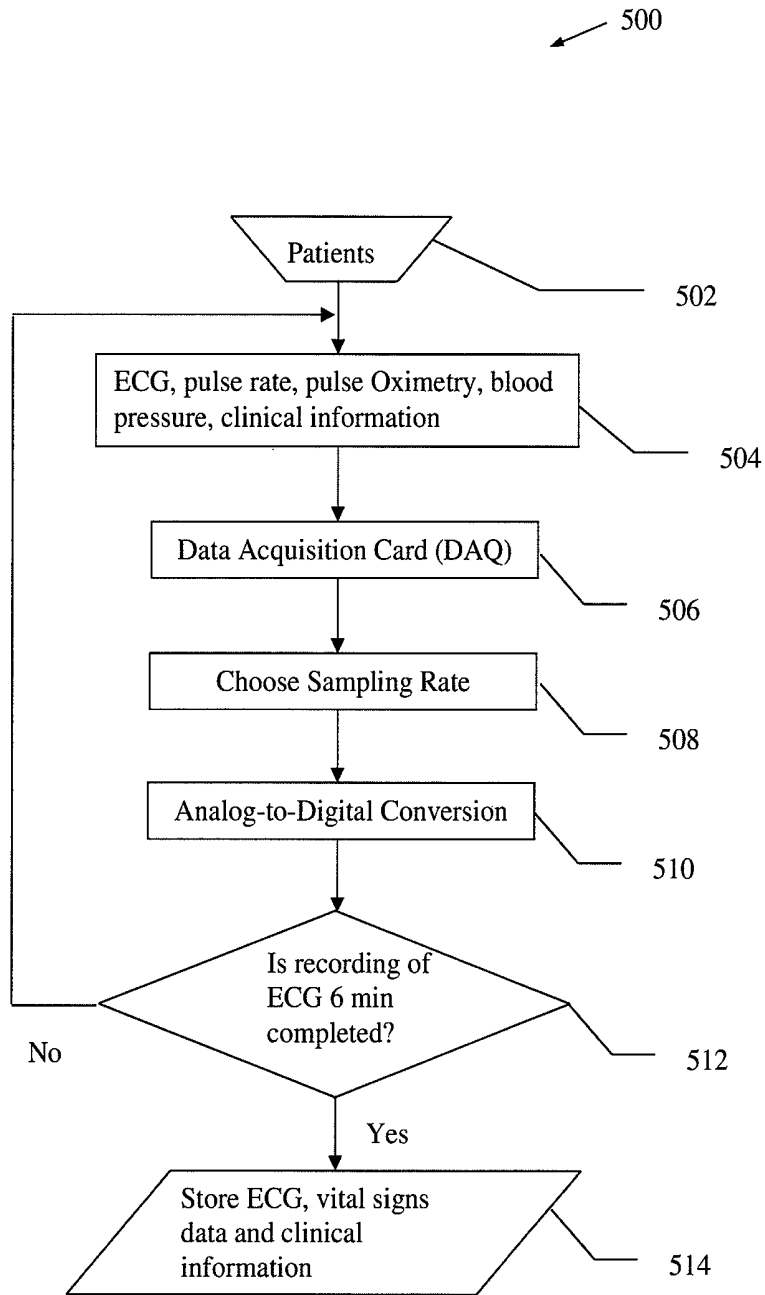 500
Patients
502
ECG, pulse rate, pulse Oximetry, blood
pressure, clinical information
504
Data Acquisition Card (DAQ)
506
Choose Sampling Rate
508
Analog-to-Digital Conversion
510
Is recording of
ECG 6 min
completed?
No
512
Yes
Store ECG, vital signs
data and clinical
information
514